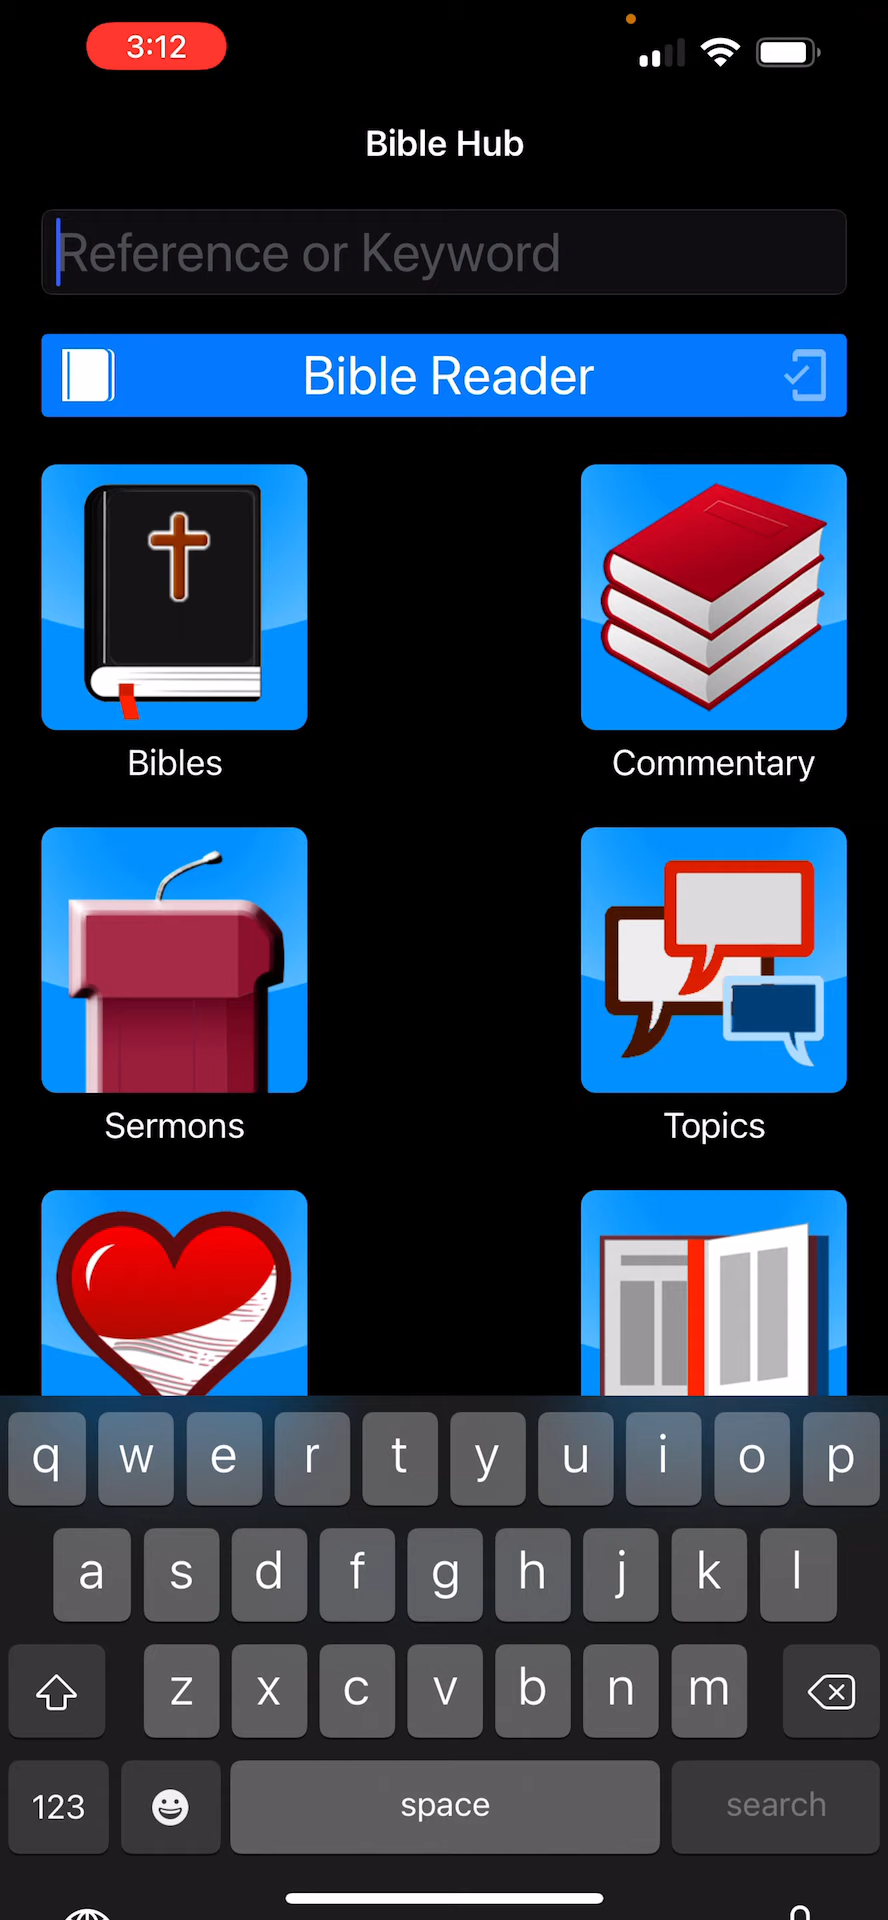 3:12
Bible Hub
Reference or Keyword
Bible Reader
Bibles
Commentary
Sermons
Topics
q w e r t y u i o p
a s d f g h j k l
z x c v b n m
123 space search